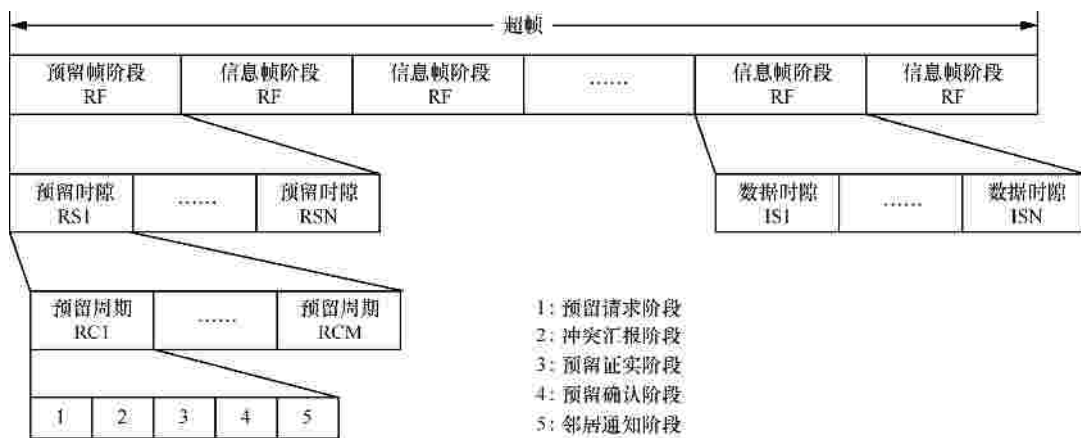 超帧
预留帧阶段 信息帧阶段 信息帧阶段 …… 信息帧阶段 信息帧阶段
RF RF RF RF RF
预留时隙 …… 预留时隙 数据时隙 …… 数据时隙
RS1 RSN IS1 ISN
预留周期 …… 预留周期
RC1 RCM
1：预留请求阶段
2：冲突汇报阶段
3：预留证实阶段
4：预留确认阶段
5：邻居通知阶段
1 2 3 4 5